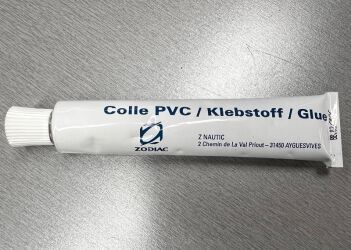 Colle PVC / Klebstoff / Glue
ZODIAC
Z NAUTIC
2 Chemin de La Val Priout – 31450 AYGUESVIVES